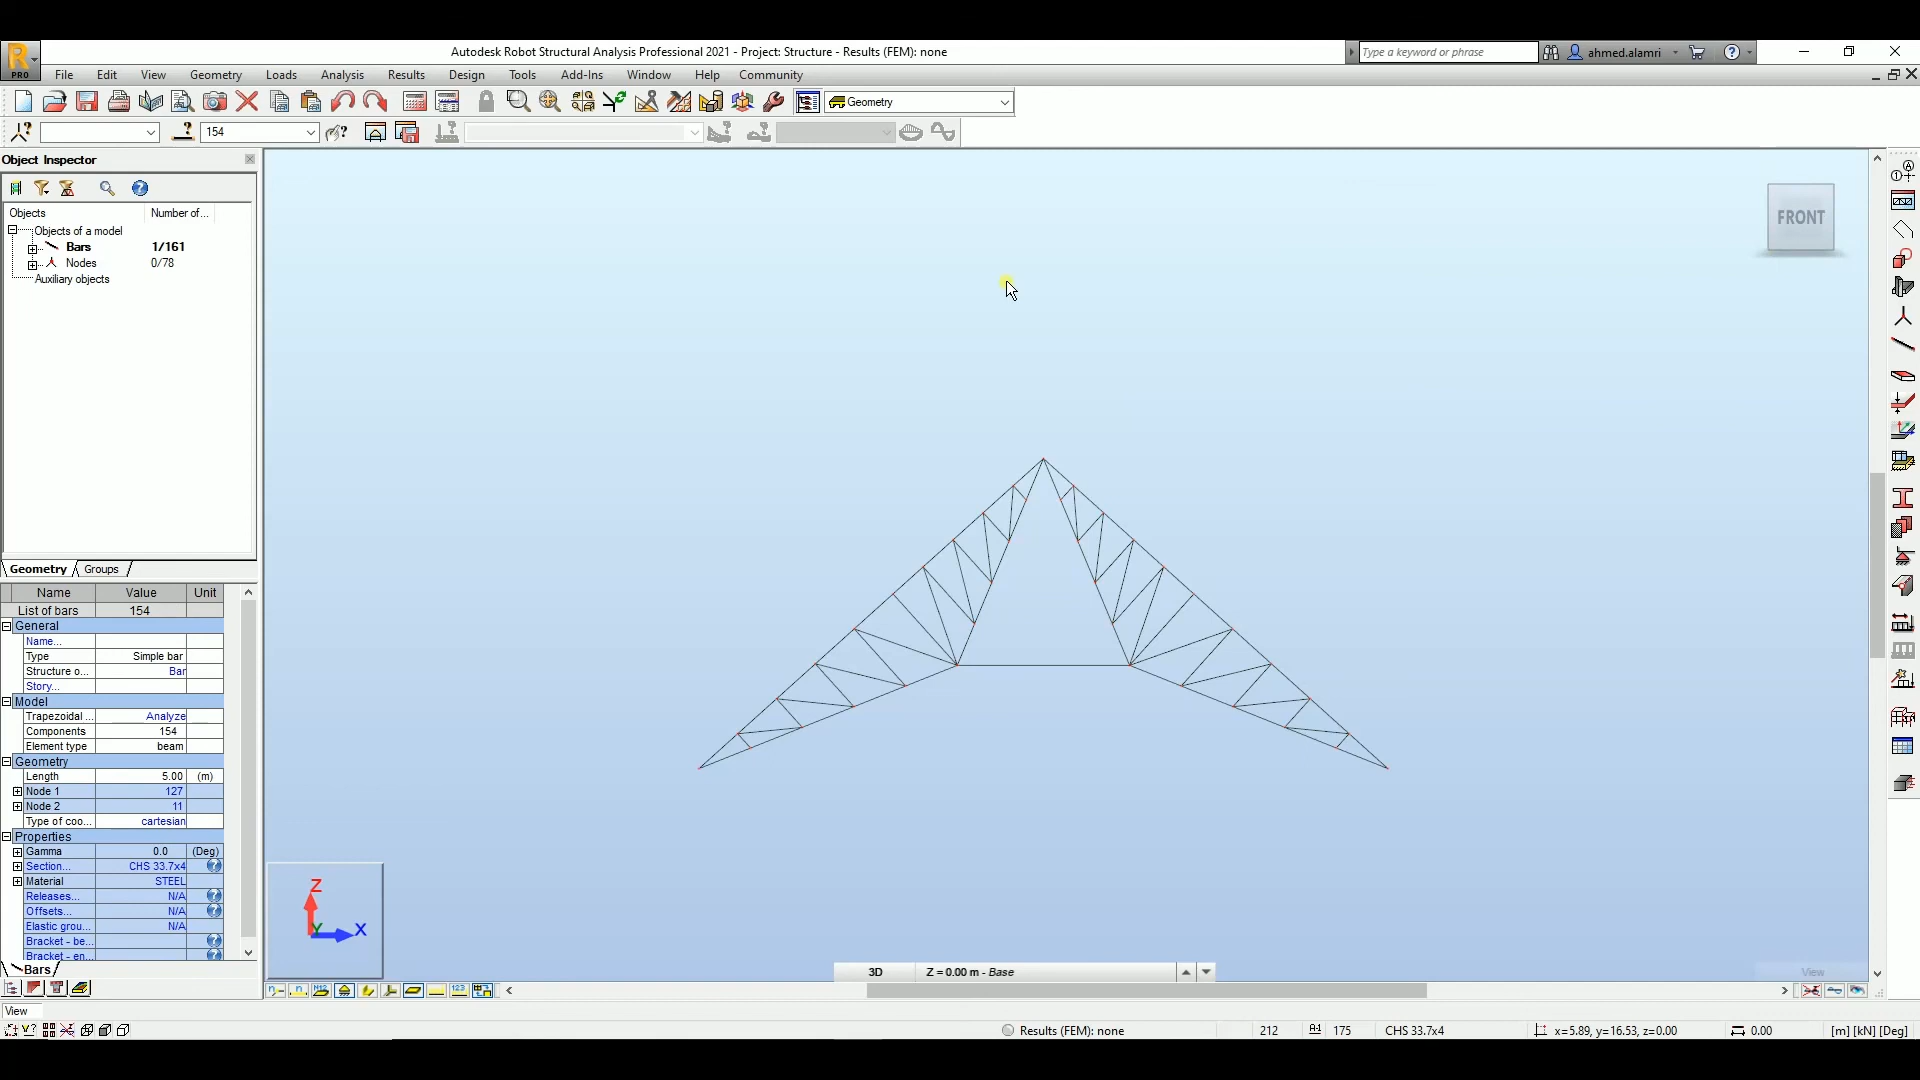 Autodesk Robot Structural Analysis Professional 2021 - Project: Structure - Results (FEM): none
Type a keyword or phrase
ahmed.alamri
PRO
File Edit View Geometry Loads Analysis Results Design Tools Add-Ins Window Help Community
Geometry
154
Object Inspector
Objects Number of...
Objects of a model
Bars 1/161
Nodes 0/78
Auxiliary objects
FRONT
Geometry Groups
Name Value Unit
List of bars 154
General
Name...
Type Simple bar
Structure o... Bar
Story...
Model
Trapezoidal ... Analyze
Components 154
Element type beam
Geometry
Length 5.00 (m)
Node 1 127
Node 2 11
Type of coo... cartesian
Properties
Gamma 0.0 (Deg)
Section... CHS 33.7x4
Material STEEL
Releases... N/A
Offsets... N/A
Elastic grou... N/A
Bracket - be...
Bracket - en...
Bars
Z
Y X
3D Z = 0.00 m - Base
View
View
Results (FEM): none 212 175 CHS 33.7x4 x=5.89, y=16.53, z=0.00 0.00 [m] [kN] [Deg]